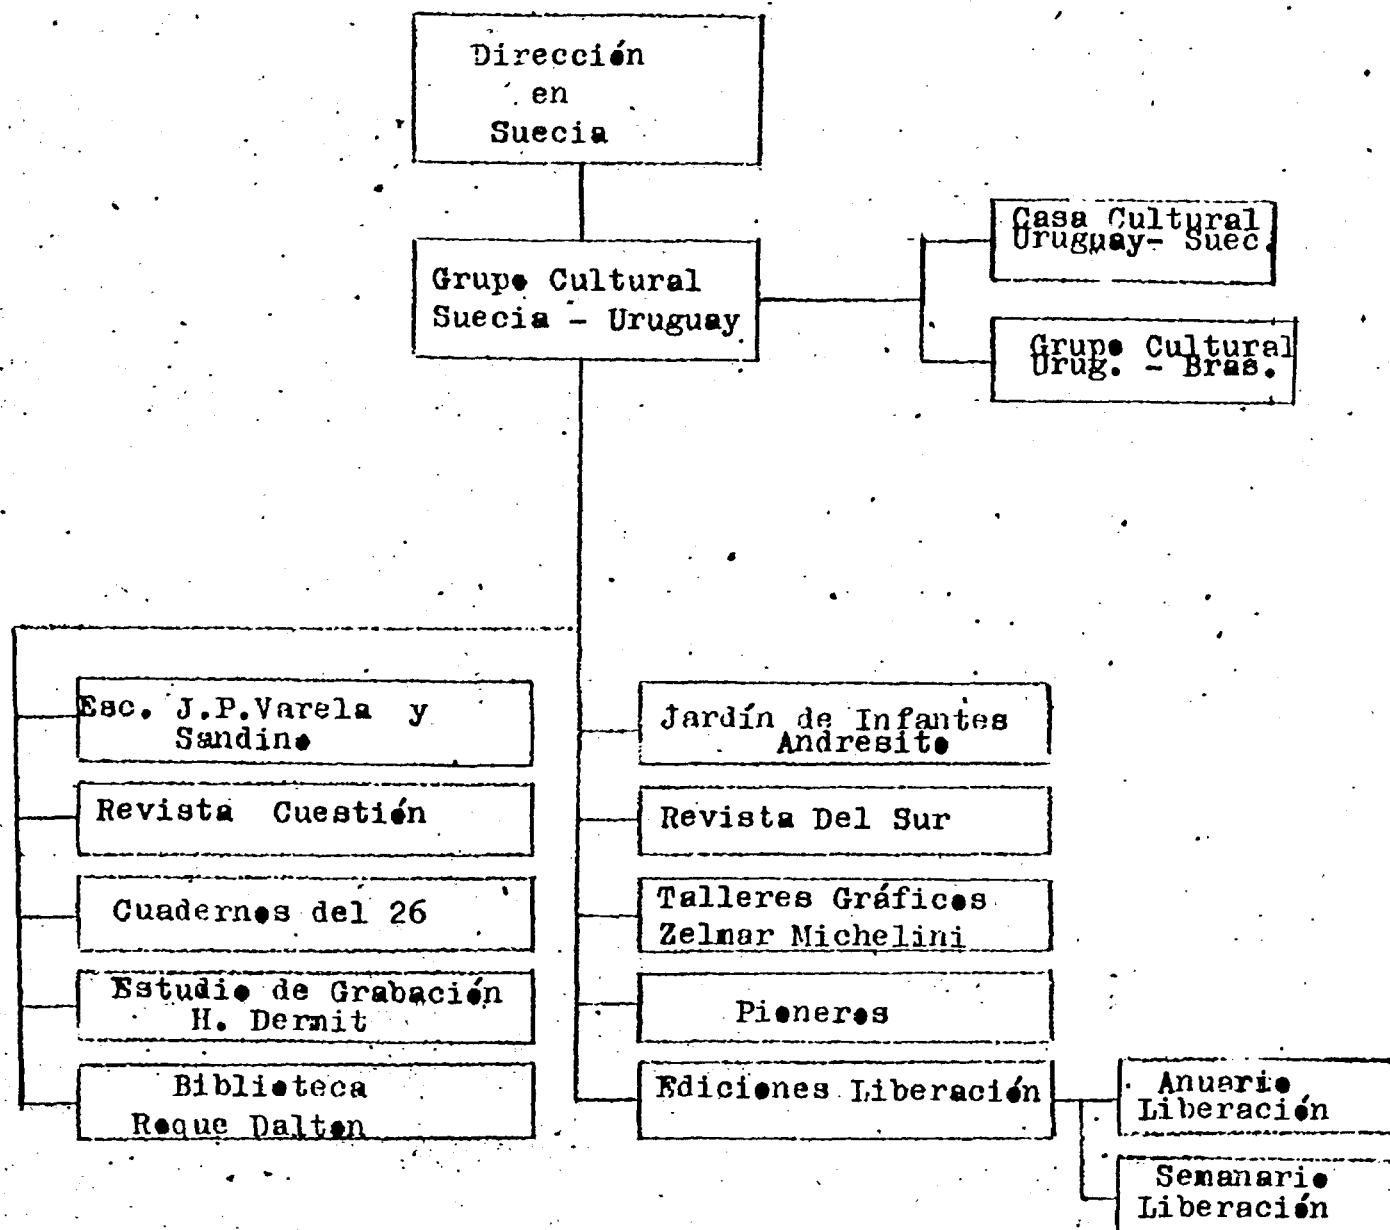 Dirección
en
Suecia
Grupo Cultural
Suecia - Uruguay
Casa Cultural
Uruguay- Suec.
Grupo Cultural
Urug. - Bras.
Esc. J.P.Varela y
Sandino
Revista Cuestión
Cuadernos del 26
Estudio de Grabación
H. Dermit
Biblioteca
Roque Dalton
Jardín de Infantes
Andresito
Revista Del Sur
Talleres Gráficos
Zelmar Michelini
Pioneros
Ediciones Liberación
Anuario
Liberación
Semanario
Liberación